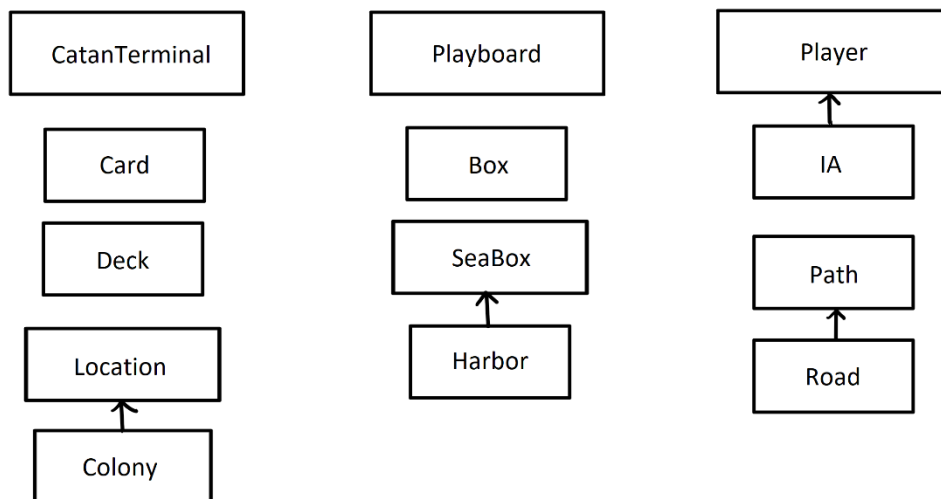 CatanTerminal
Playboard
Player
Card
Box
IA
Deck
SeaBox
Path
Location
Harbor
Road
Colony